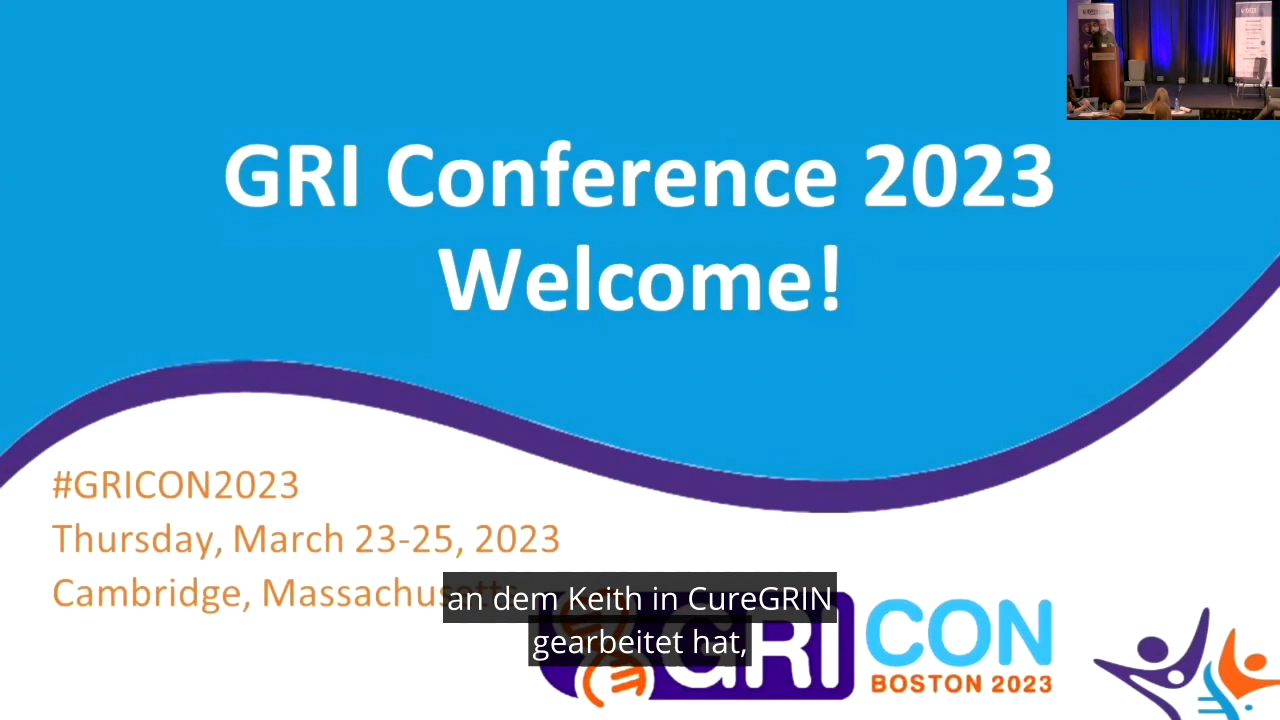 GRI Conference 2023
Welcome!
#GRICON2023
Thursday, March 23-25, 2023
Cambridge, Massachusetts
an dem Keith in CureGRIN
gearbeitet hat,
GRI CON
BOSTON 2023